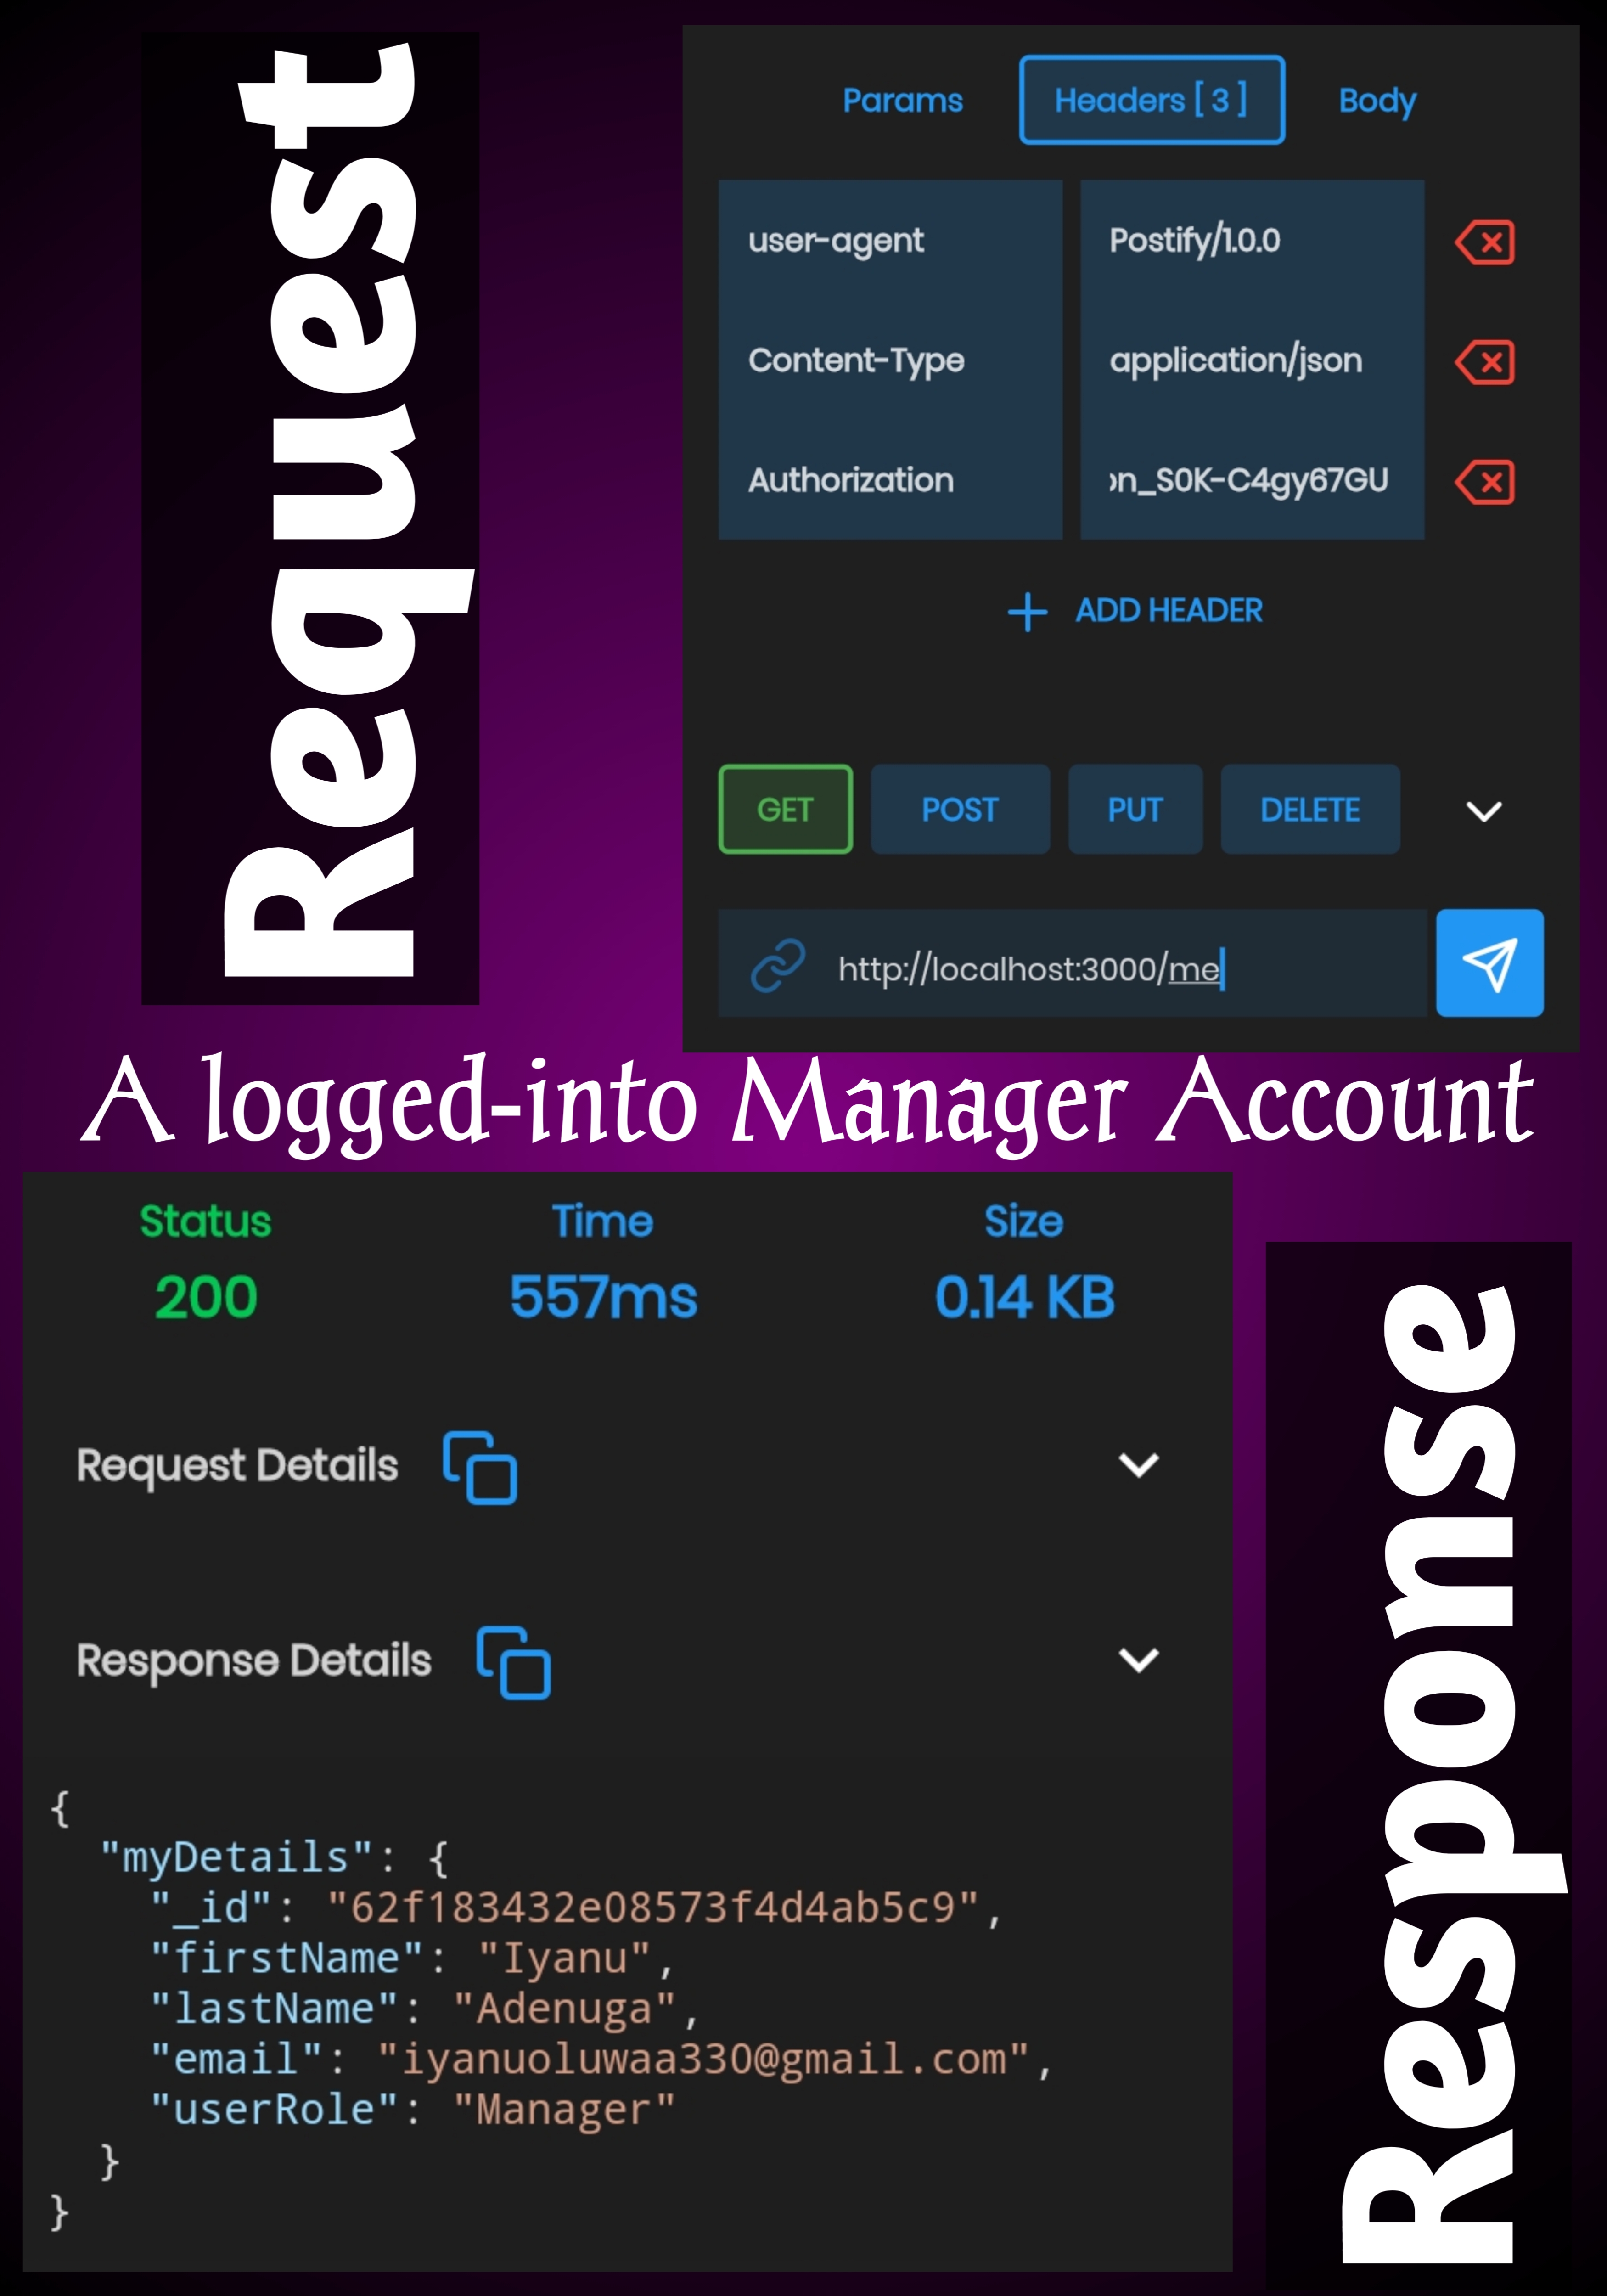 Request
Params Headers [ 3 ] Body
user-agent Postify/1.0.0
Content-Type application/json
Authorization on_S0K-C4gy67GU
ADD HEADER
GET POST PUT DELETE
http://localhost:3000/me
A logged-into Manager Account
Status Time Size
200 557ms 0.14 KB
Request Details
Response Details
{
"myDetails": {
"_id": "62f183432e08573f4d4ab5c9",
"firstName": "Iyanu",
"lastName": "Adenuga",
"email": "iyanuoluwaa330@gmail.com",
"userRole": "Manager"
}
}
Response